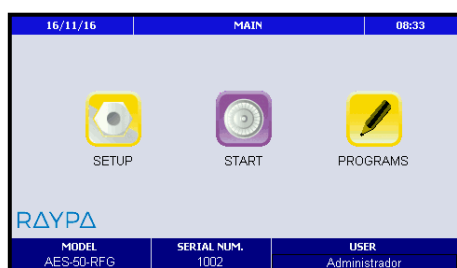 16/11/16 MAIN 08:33
SETUP START PROGRAMS
RAYPA
MODEL SERIAL NUM. USER
AES-50-RFG 1002 Administrador